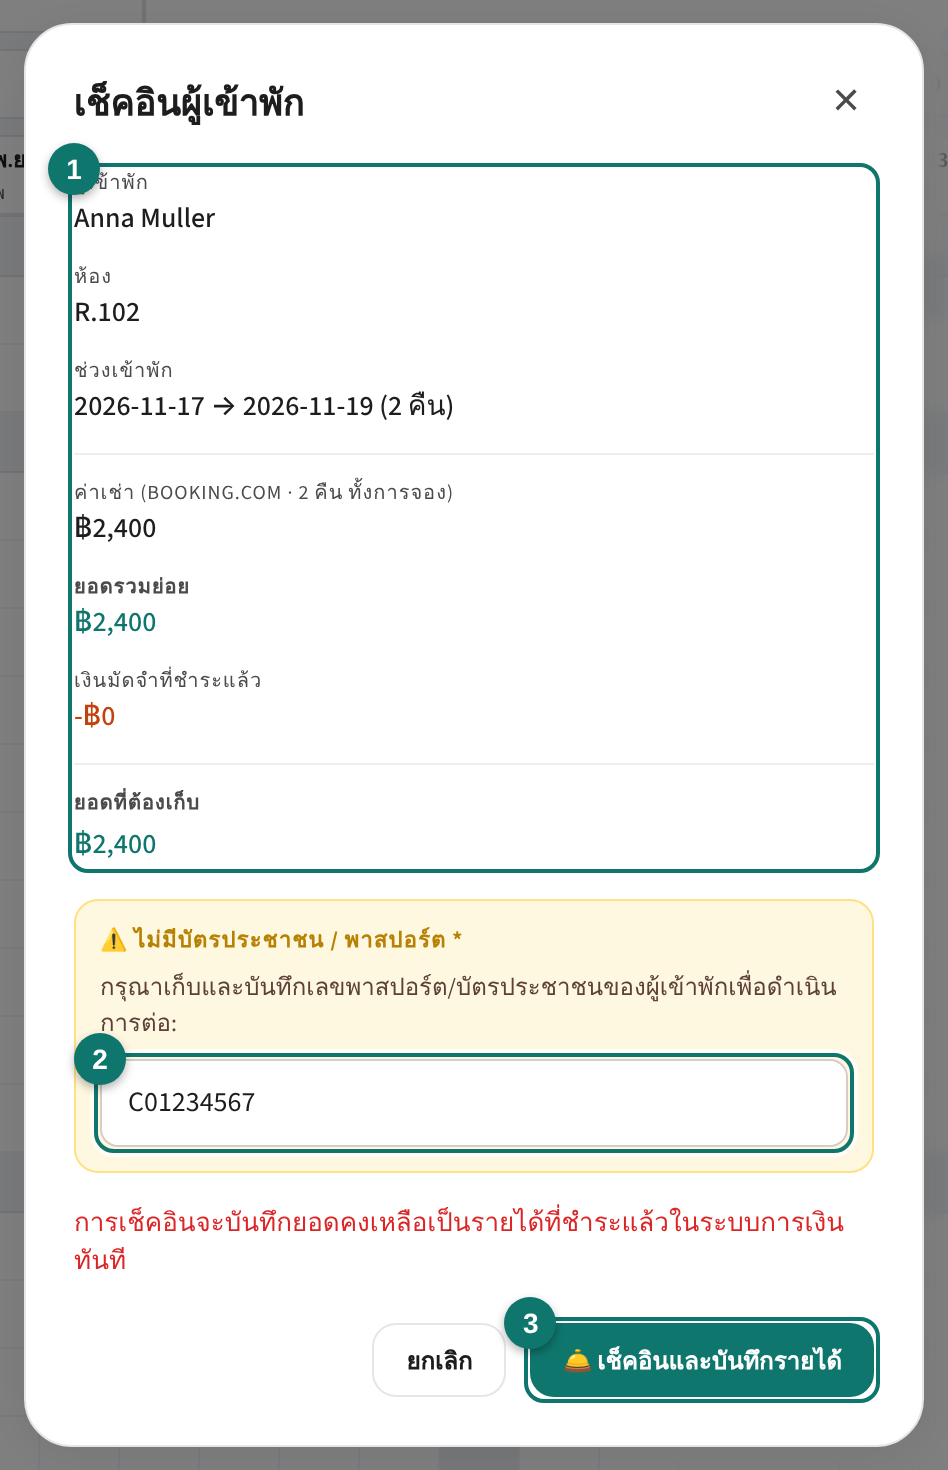 เช็คอินผู้เข้าพัก
1
Anna Muller
ห้อง
R.102
ช่วงเข้าพัก
2026-11-17 → 2026-11-19 (2 คืน)
ค่าเช่า (BOOKING.COM · 2 คืน ทั้งการจอง)
฿2,400
ยอดรวมย่อย
฿2,400
เงินมัดจำที่ชำระแล้ว
-฿0
ยอดที่ต้องเก็บ
฿2,400
⚠️ ไม่มีบัตรประชาชน / พาสปอร์ต *
กรุณาเก็บและบันทึกเลขพาสปอร์ต/บัตรประชาชนของผู้เข้าพักเพื่อดำเนิน
การต่อ:
2
C01234567
การเช็คอินจะบันทึกยอดคงเหลือเป็นรายได้ที่ชำระแล้วในระบบการเงิน
ทันที
3
ยกเลิก
🛎️ เช็คอินและบันทึกรายได้